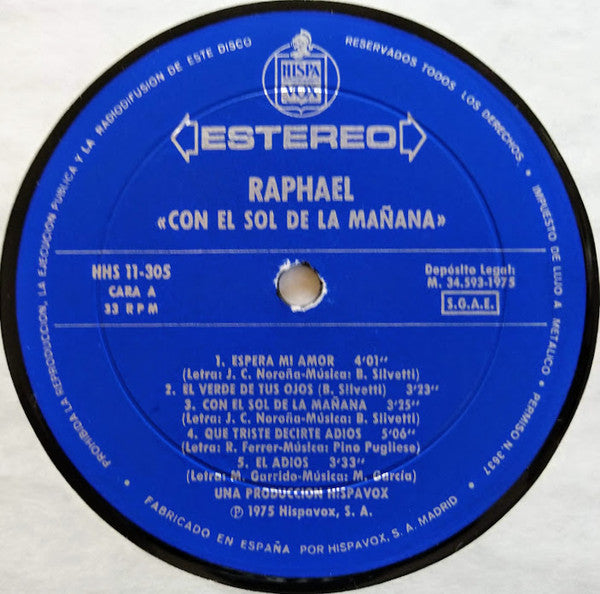 PROHIBIDA LA REPRODUCCION, LA EJECUCION PUBLICA Y LA RADIODIFUSION DE ESTE DISCO
RESERVADOS TODOS LOS DERECHOS. IMPUESTO DE LUJO A METALICO • PERMISO N. 3637
HISPA
VOX
ESTEREO
RAPHAEL
«CON EL SOL DE LA MAÑANA»
HHS 11-305
CARA A
33 RPM
Depósito Legal:
M. 34.593-1975
S.G.A.E.
1. ESPERA MI AMOR 4'01''
(Letra: J. C. Noroña-Música: B. Silvetti)
2. EL VERDE DE TUS OJOS (B. Silvetti) 3'23''
3. CON EL SOL DE LA MAÑANA 3'25''
(Letra: J. C. Noroña-Música: B. Silvetti)
4. QUE TRISTE DECIRTE ADIOS 5'06''
(Letra: R. Ferrer-Música: Pino Pugliese)
5. EL ADIOS 3'33''
(Letra: M. Garrido-Música: M. García)
UNA PRODUCCION HISPAVOX
Ⓟ 1975 Hispavox, S. A.
FABRICADO EN ESPAÑA POR HISPAVOX, S. A. MADRID